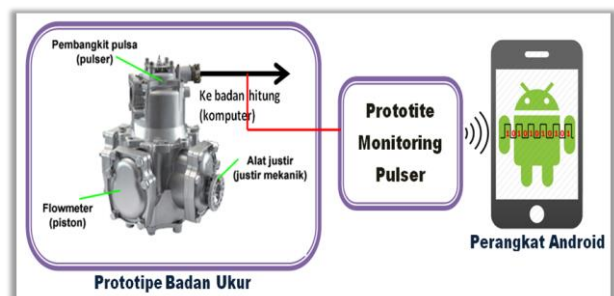 Pembangkit pulsa
(pulser)
Ke badan hitung
(komputer)
Alat justir
(justir mekanik)
Flowmeter
(piston)
Prototipe Badan Ukur
Prototite
Monitoring
Pulser
Perangkat Android